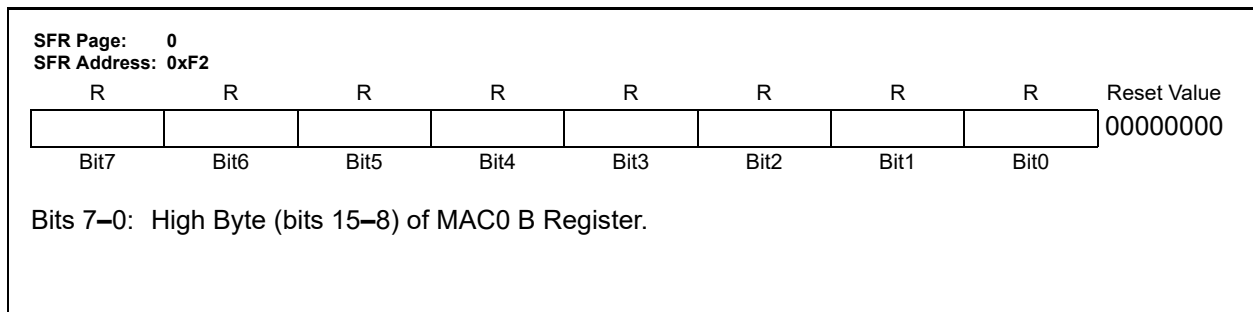 SFR Page: 0
SFR Address: 0xF2
R R R R R R R R Reset Value
00000000
Bit7 Bit6 Bit5 Bit4 Bit3 Bit2 Bit1 Bit0
Bits 7–0: High Byte (bits 15–8) of MAC0 B Register.